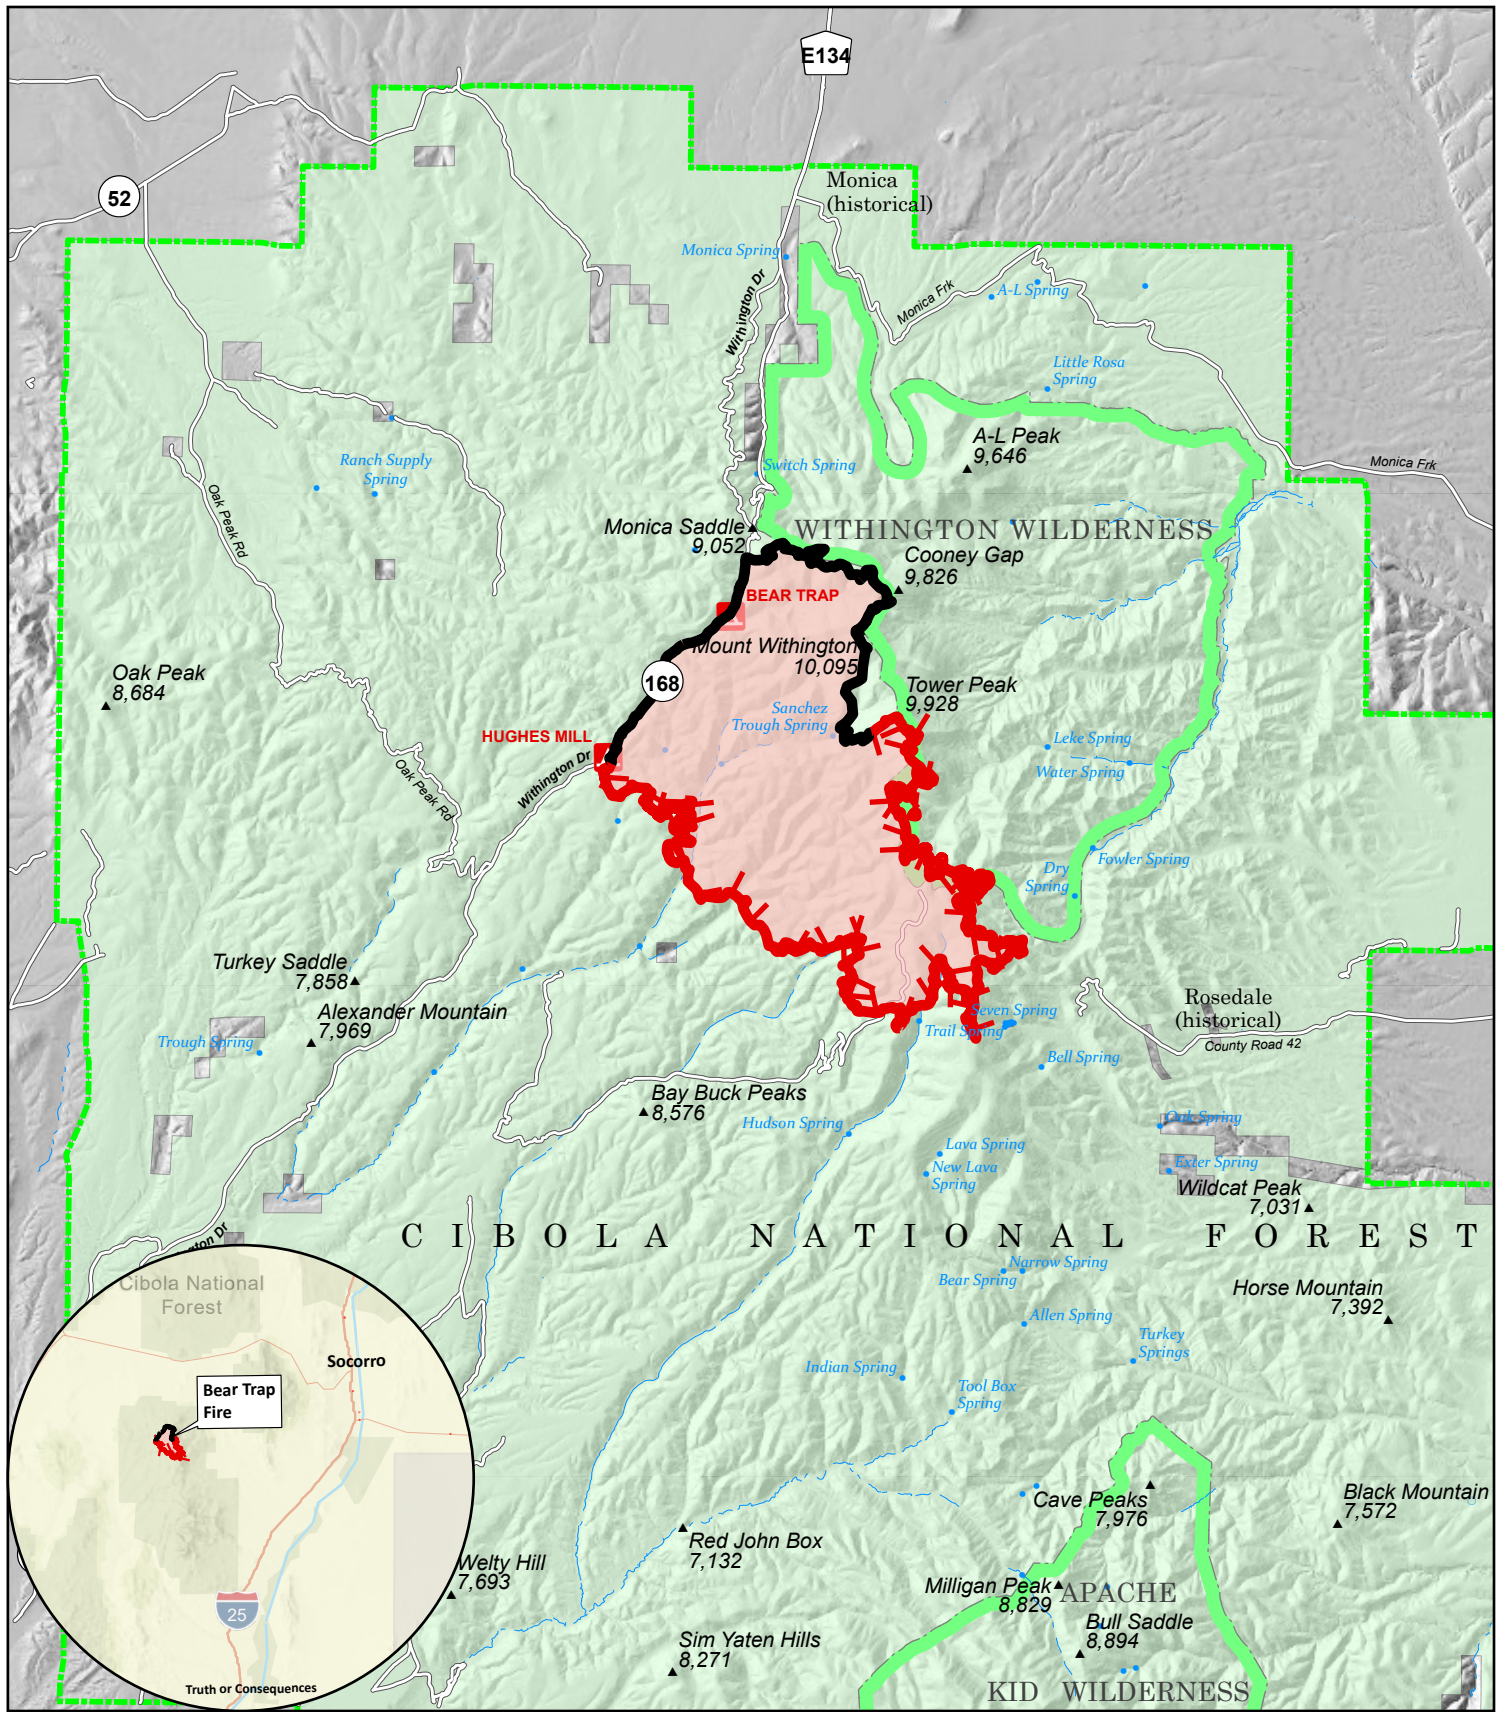 E134
52
Monica
(historical)
Monica Spring
Withington Dr
Monica Frk
A-L Spring
Little Rosa
Spring
A-L Peak
9,646
Monica Frk
Ranch Supply
Spring
Switch Spring
Oak Peak Rd
Monica Saddle
9,052
WITHINGTON WILDERNESS
Cooney Gap
9,826
BEAR TRAP
Mount Withington
10,095
Oak Peak
8,684
168
Tower Peak
9,928
Sanchez
Trough Spring
HUGHES MILL
Leke Spring
Water Spring
Withington Dr
Oak Peak Rd
Fowler Spring
Dry
Spring
Turkey Saddle
7,858
Alexander Mountain
7,969
Trough Spring
Rosedale
(historical)
Seven Spring
Trail Spring
County Road 42
Bell Spring
Bay Buck Peaks
8,576
Hudson Spring
Oak Spring
Lava Spring
New Lava
Spring
Exter Spring
Wildcat Peak
7,031
CIBOLA NATIONAL FOREST
Narrow Spring
Bear Spring
Horse Mountain
7,392
Allen Spring
Turkey
Springs
Indian Spring
Tool Box
Spring
Cibola National
Forest
Socorro
Bear Trap
Fire
25
Truth or Consequences
Cave Peaks
7,976
Black Mountain
7,572
Red John Box
7,132
Welty Hill
7,693
Milligan Peak
8,829
APACHE
Bull Saddle
8,894
Sim Yaten Hills
8,271
KID WILDERNESS